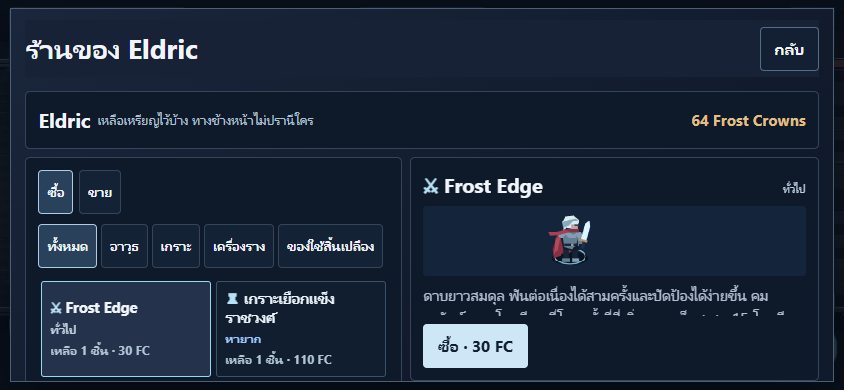 ร้านของ Eldric
กลับ
Eldric เหลือเหรียญไว้บ้าง ทางข้างหน้าไม่ปรานีใคร
64 Frost Crowns
ซื้อ
ขาย
ทั้งหมด
อาวุธ
เกราะ
เครื่องราง
ของใช้สิ้นเปลือง
Frost Edge
ทั่วไป
เหลือ 1 ชิ้น · 30 FC
เกราะเยือกแข็ง
ราชวงศ์
หายาก
เหลือ 1 ชิ้น · 110 FC
Frost Edge
ทั่วไป
ดาบยาวสมดุล ฟันต่อเนื่องได้สามครั้งและปัดป้องได้ง่ายขึ้น คม
ซื้อ · 30 FC